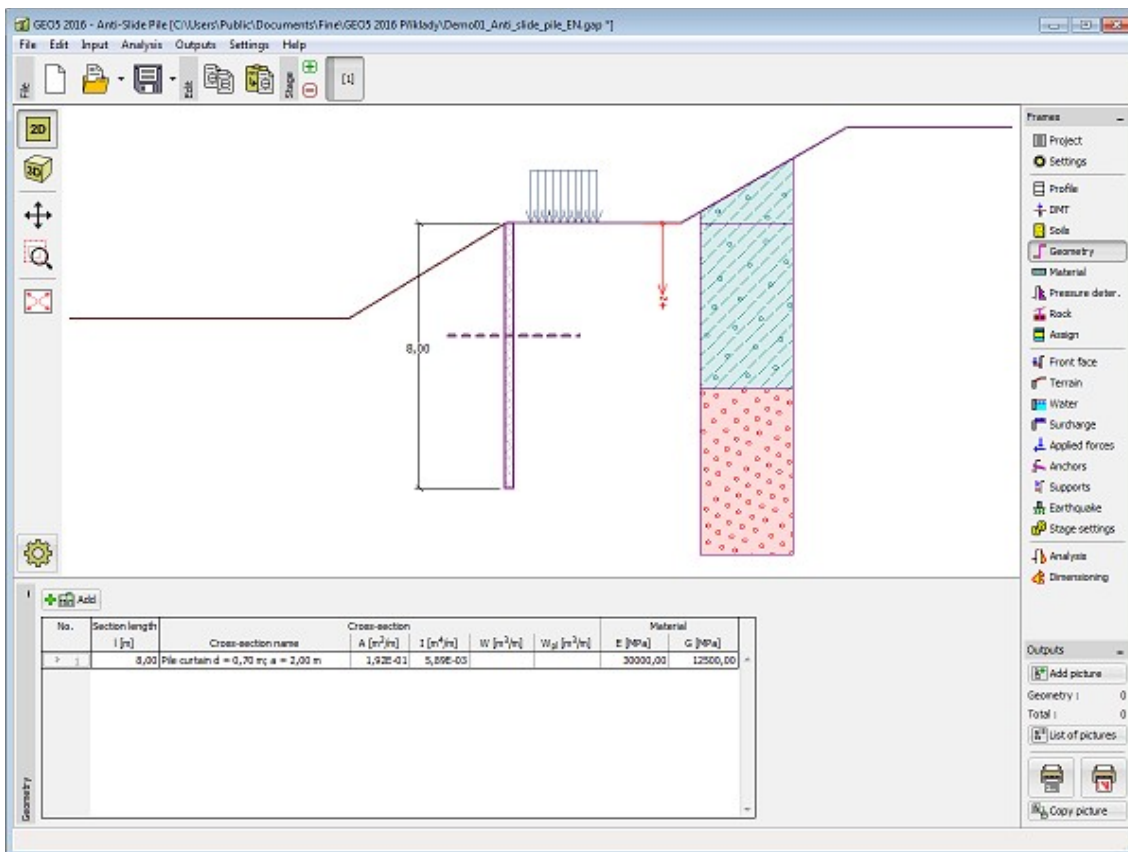 GEO5 2016 - Anti-Slide Pile [C:\Users\Public\Documents\Fine\GEO5 2016 Příklady\Demo01_Anti_slide_pile_EN.gap *]
File Edit Input Analysis Outputs Settings Help
File
Edit
Stage
[1]
2D
3D
8,00
+z
Frames
Project
Settings
Profile
DMT
Soils
Geometry
Material
Pressure deter.
Rock
Assign
Front face
Terrain
Water
Surcharge
Applied forces
Anchors
Supports
Earthquake
Stage settings
Analysis
Dimensioning
Outputs
Add picture
Geometry : 0
Total : 0
List of pictures
Copy picture
Geometry
Add
No. Section length Cross-section Material
l [m] Cross-section name A [m²/m] I [m⁴/m] W [m³/m] Wpl [m³/m] E [MPa] G [MPa]
1 8,00 Pile curtain d = 0,70 m; a = 2,00 m 1,92E-01 5,89E-03 30000,00 12500,00